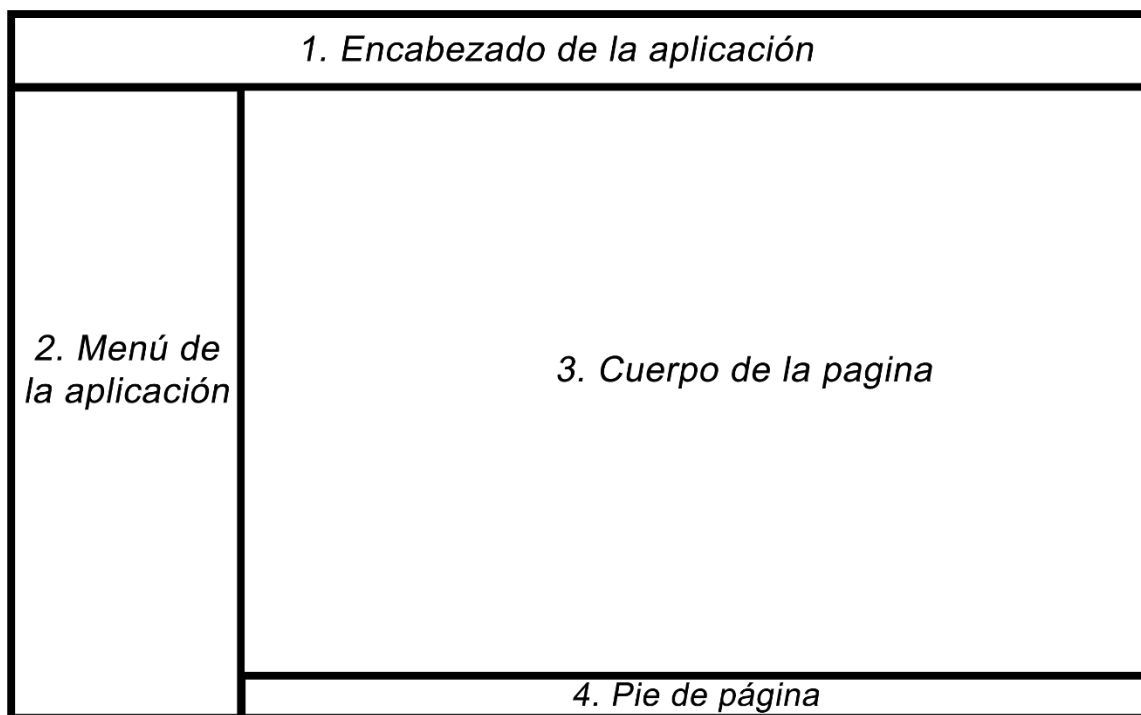 1. Encabezado de la aplicación
2. Menú de
la aplicación
3. Cuerpo de la pagina
4. Pie de página